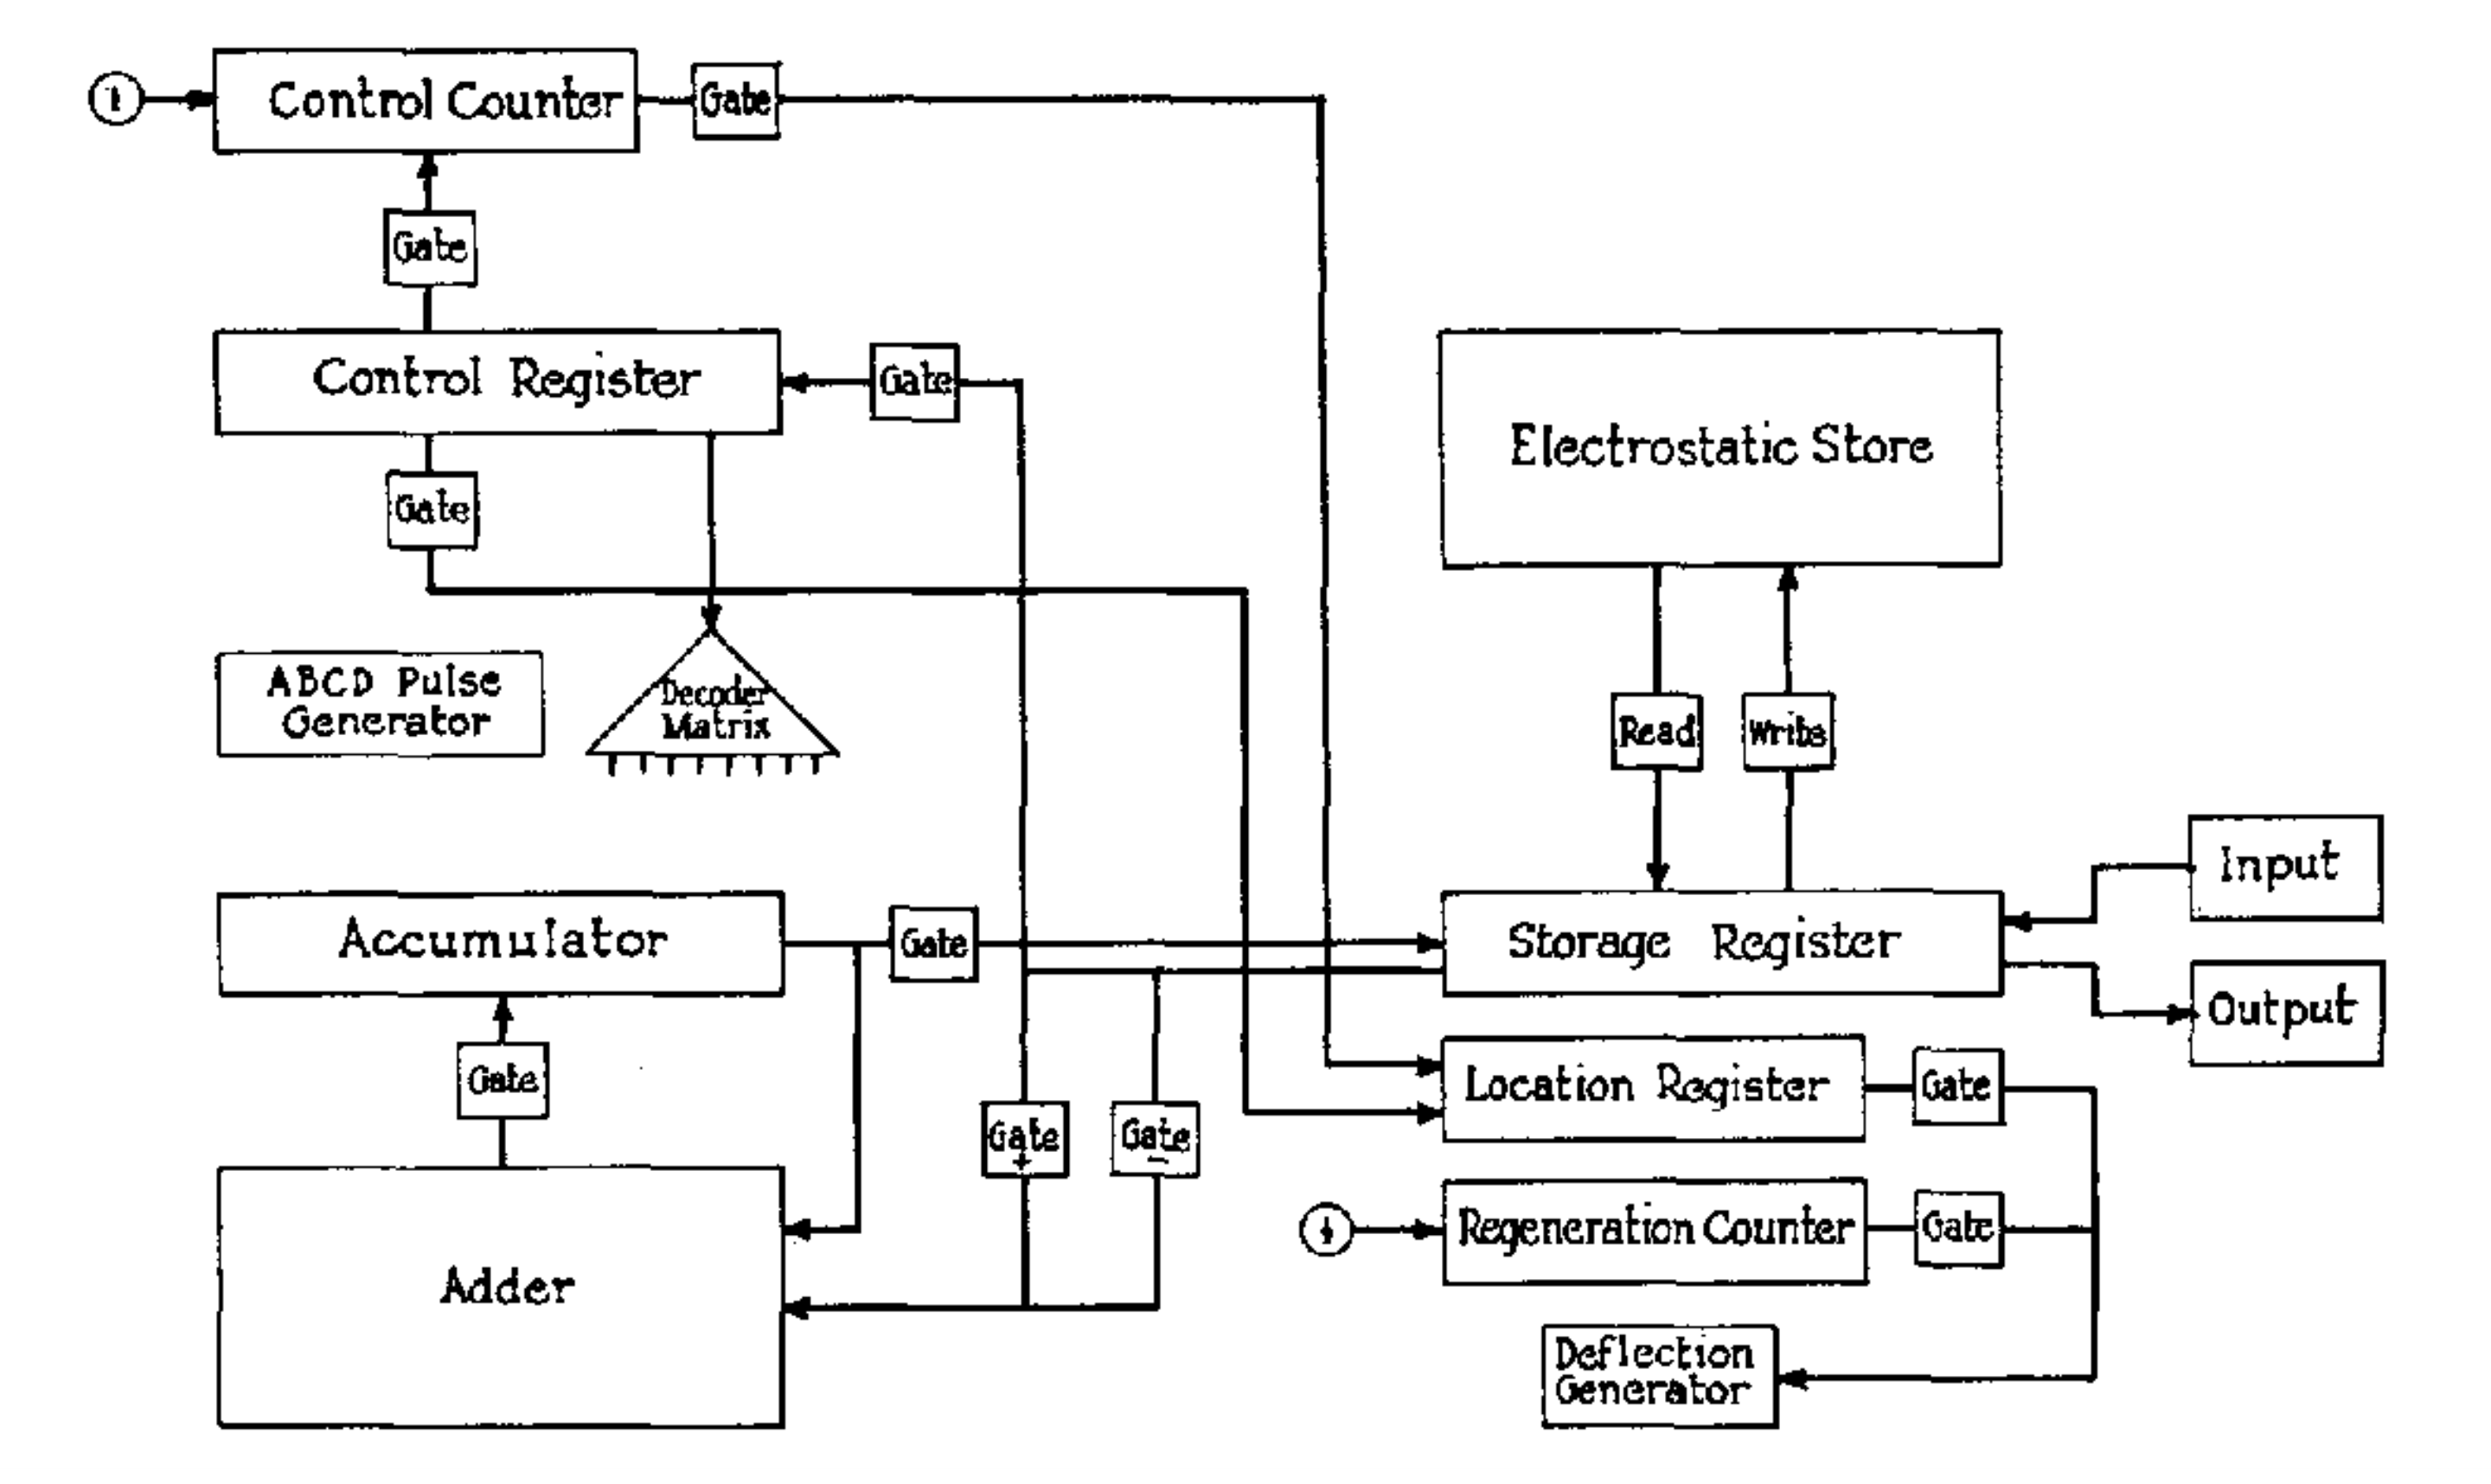 1
Control Counter
Gate
Gate
Control Register
Gate
Gate
Electrostatic Store
ABCD Pulse
Generator
Decoder
Matrix
Read
Write
Input
Accumulator
Gate
Storage Register
Output
Gate
Gate
+
Gate
-
Location Register
Gate
Adder
1
Regeneration Counter
Gate
Deflection
Generator